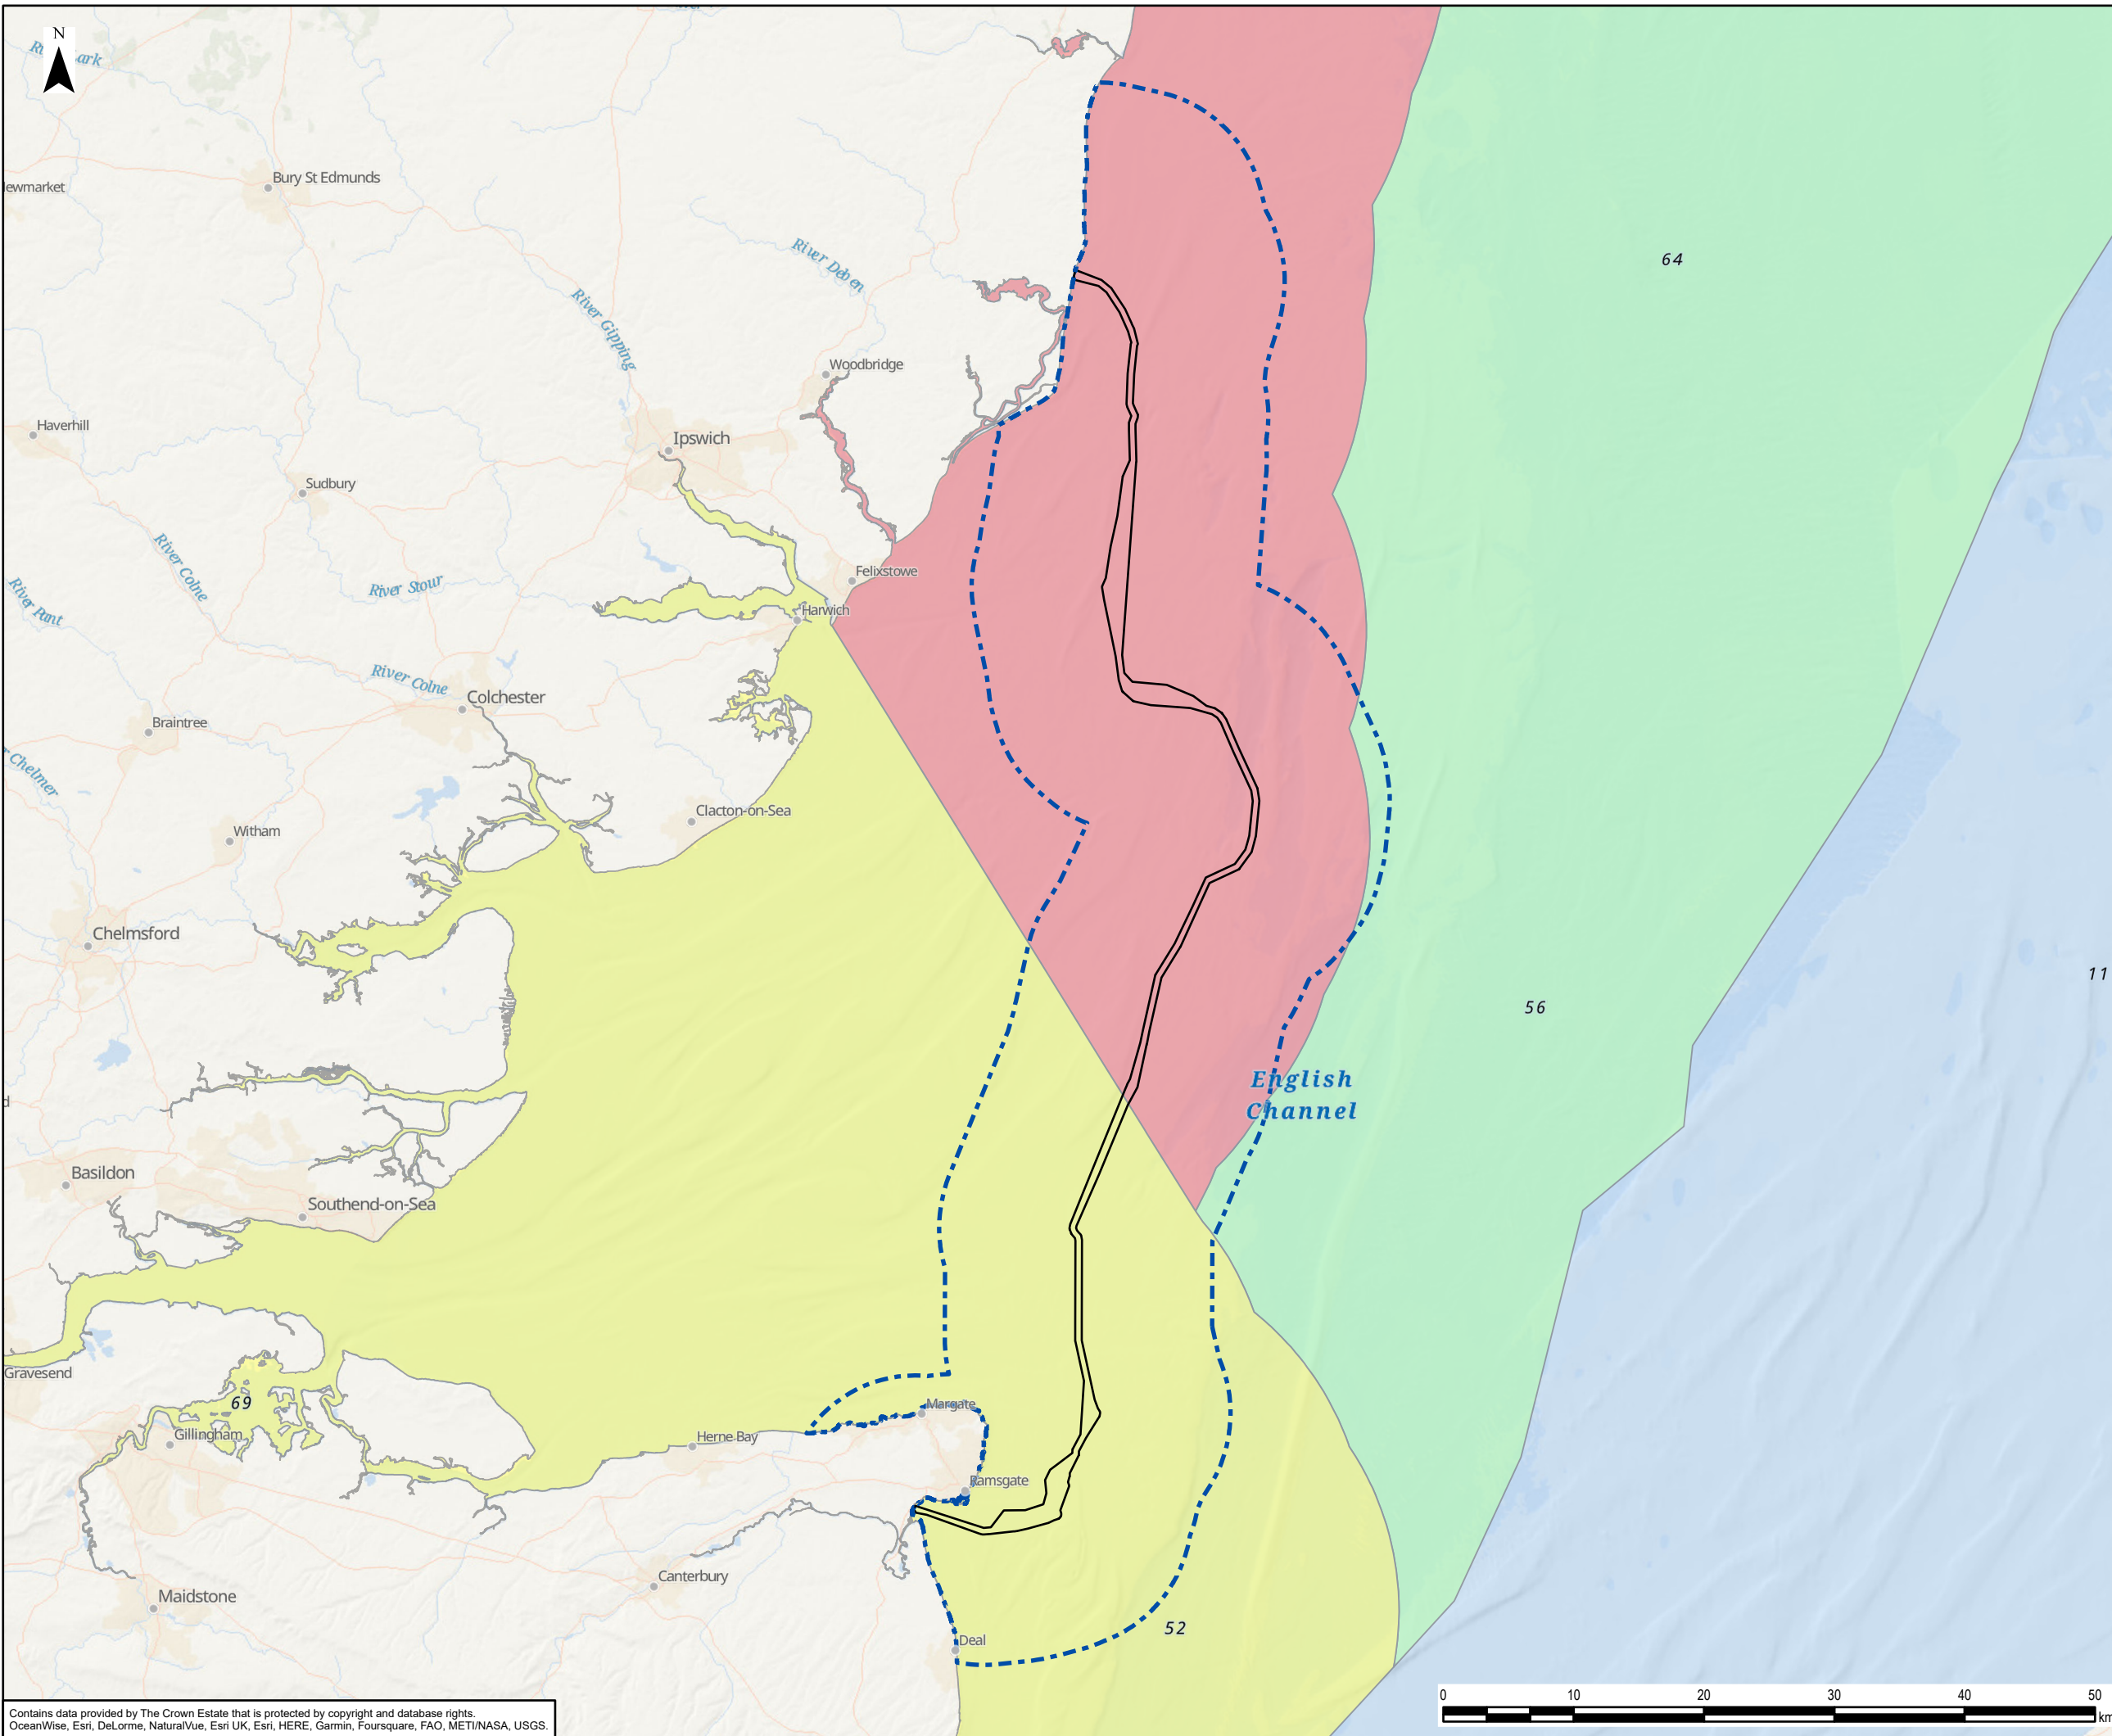 N
Bury St Edmunds
River Deben
64
River Gipping
Woodbridge
Haverhill
Ipswich
Sudbury
River Colne
River Stour
River Pant
Felixstowe
Harwich
River Colne
Colchester
Braintree
Clacton-on-Sea
Witham
Chelmsford
11
56
English
Channel
Basildon
Southend-on-Sea
Gravesend
69
Margate
Gillingham
Herne Bay
Ramsgate
Canterbury
Maidstone
52
Deal
0 10 20 30 40 50
km
Contains data provided by The Crown Estate that is protected by copyright and database rights.
OceanWise, Esri, DeLorme, NaturalVue, Esri UK, Esri, HERE, Garmin, Foursquare, FAO, METI/NASA, USGS.